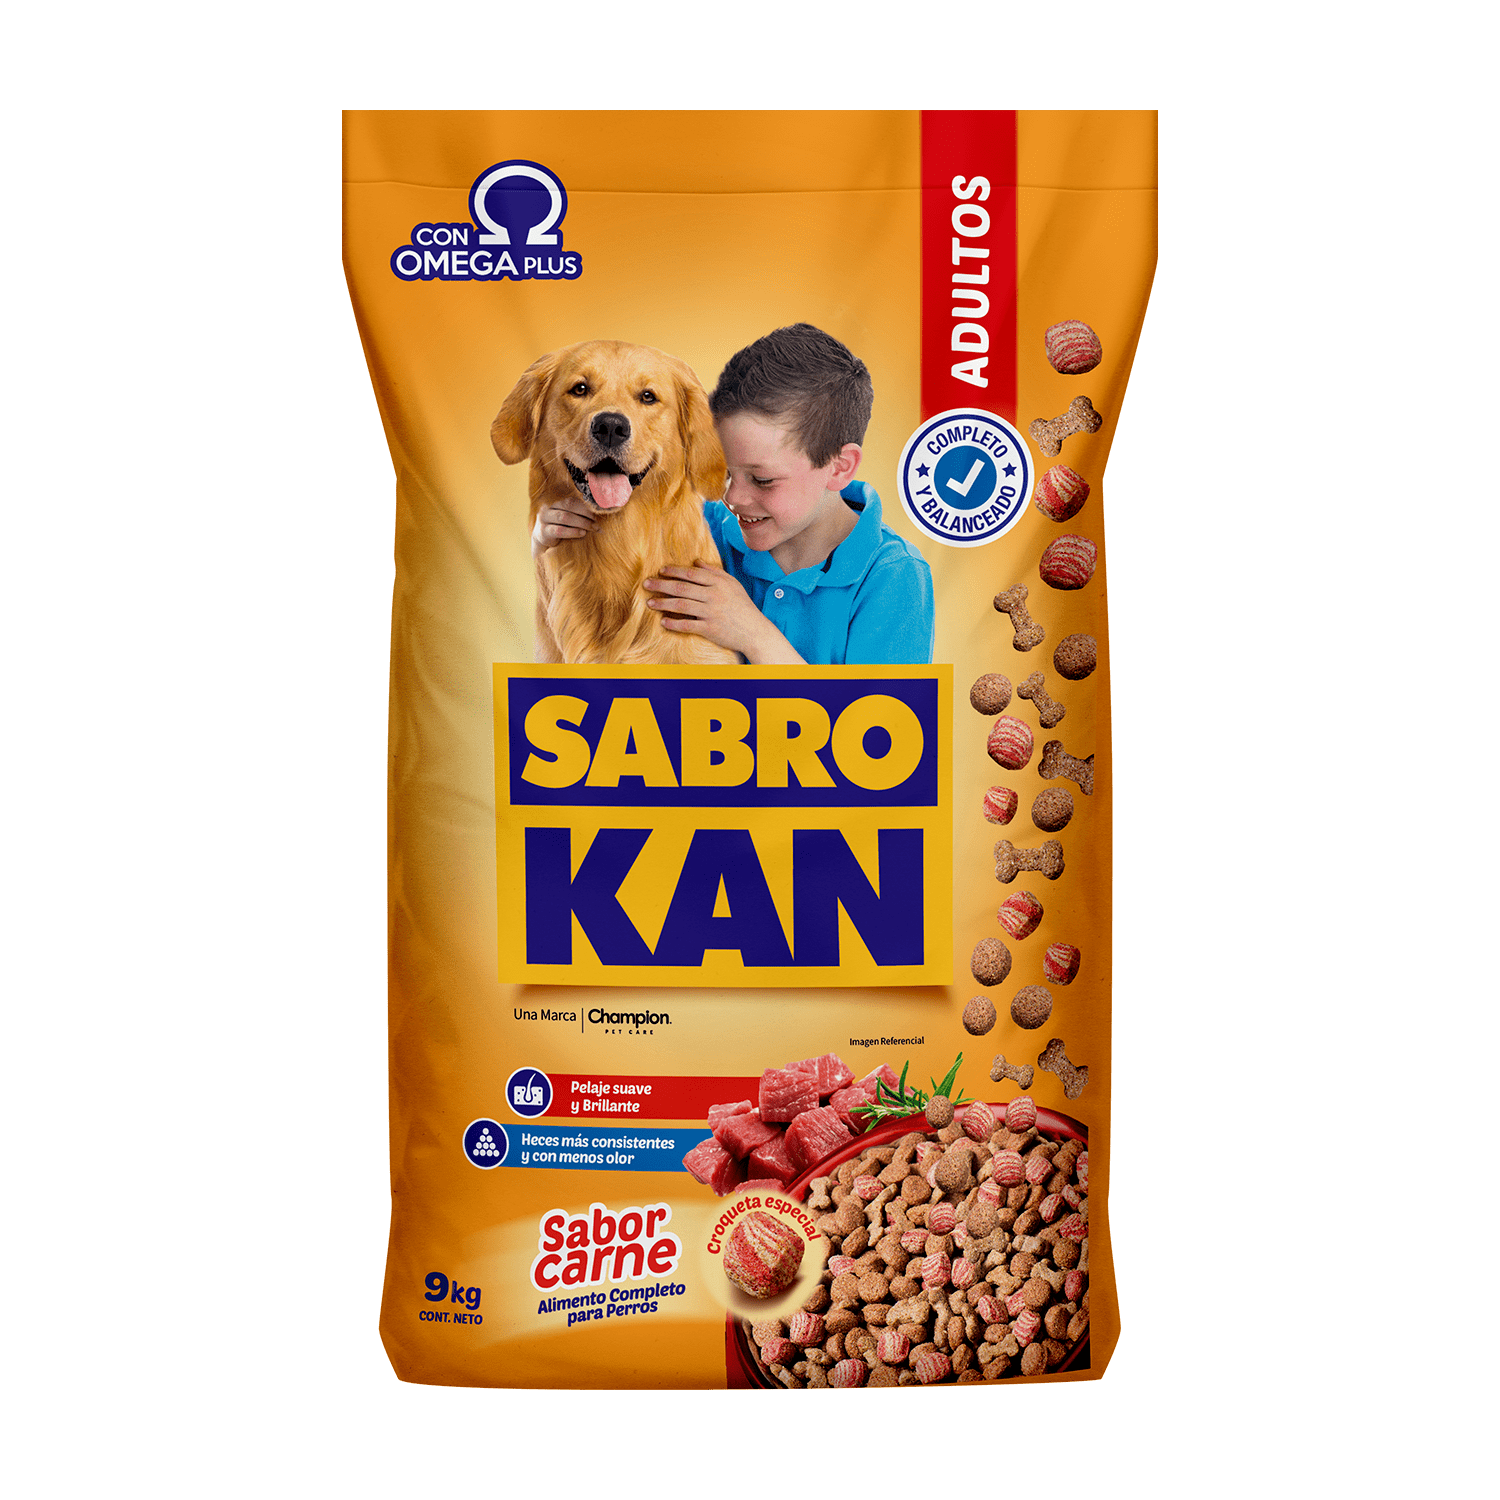 CON
OMEGA PLUS
ADULTOS
COMPLETO
Y BALANCEADO
SABRO
KAN
Una Marca | Champion.
PET CARE
Imagen Referencial
Pelaje suave
y Brillante
Heces más consistentes
y con menos olor
Croqueta especial
Sabor
carne
Alimento Completo
para Perros
9kg
CONT. NETO